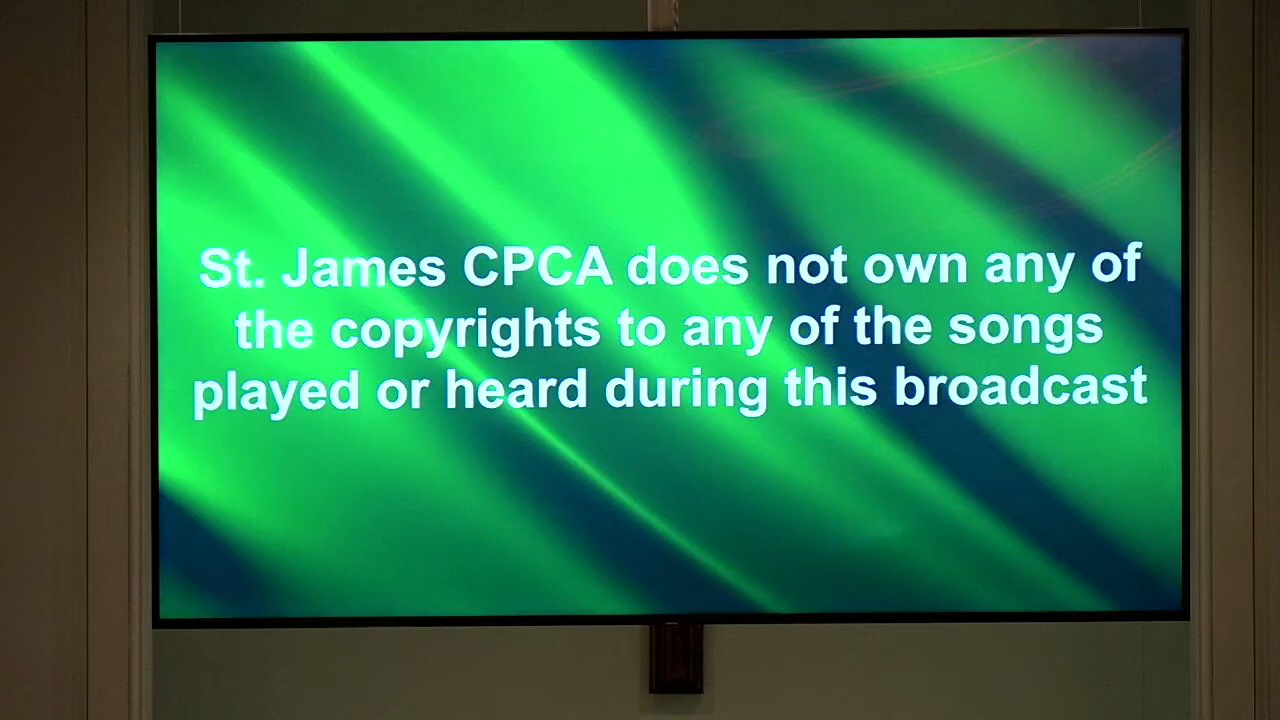 St. James CPCA does not own any of
the copyrights to any of the songs
played or heard during this broadcast